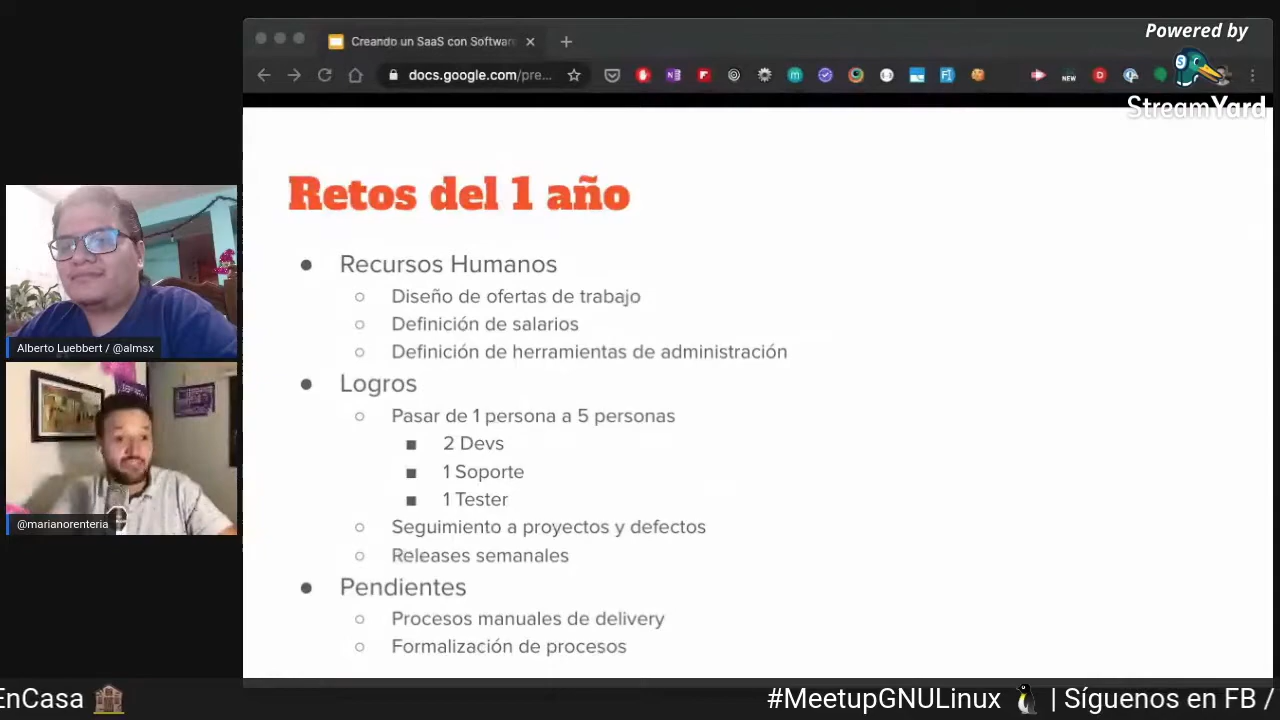 Powered by
StreamYard
Creando un SaaS con Softwar
docs.google.com/pre...
NEW
Retos del 1 año
● Recursos Humanos
○ Diseño de ofertas de trabajo
○ Definición de salarios
○ Definición de herramientas de administración
● Logros
○ Pasar de 1 persona a 5 personas
■ 2 Devs
■ 1 Soporte
■ 1 Tester
○ Seguimiento a proyectos y defectos
○ Releases semanales
● Pendientes
○ Procesos manuales de delivery
○ Formalización de procesos
Alberto Luebbert / @almsx
@marianorenteria
EnCasa
#MeetupGNULinux | Síguenos en FB /